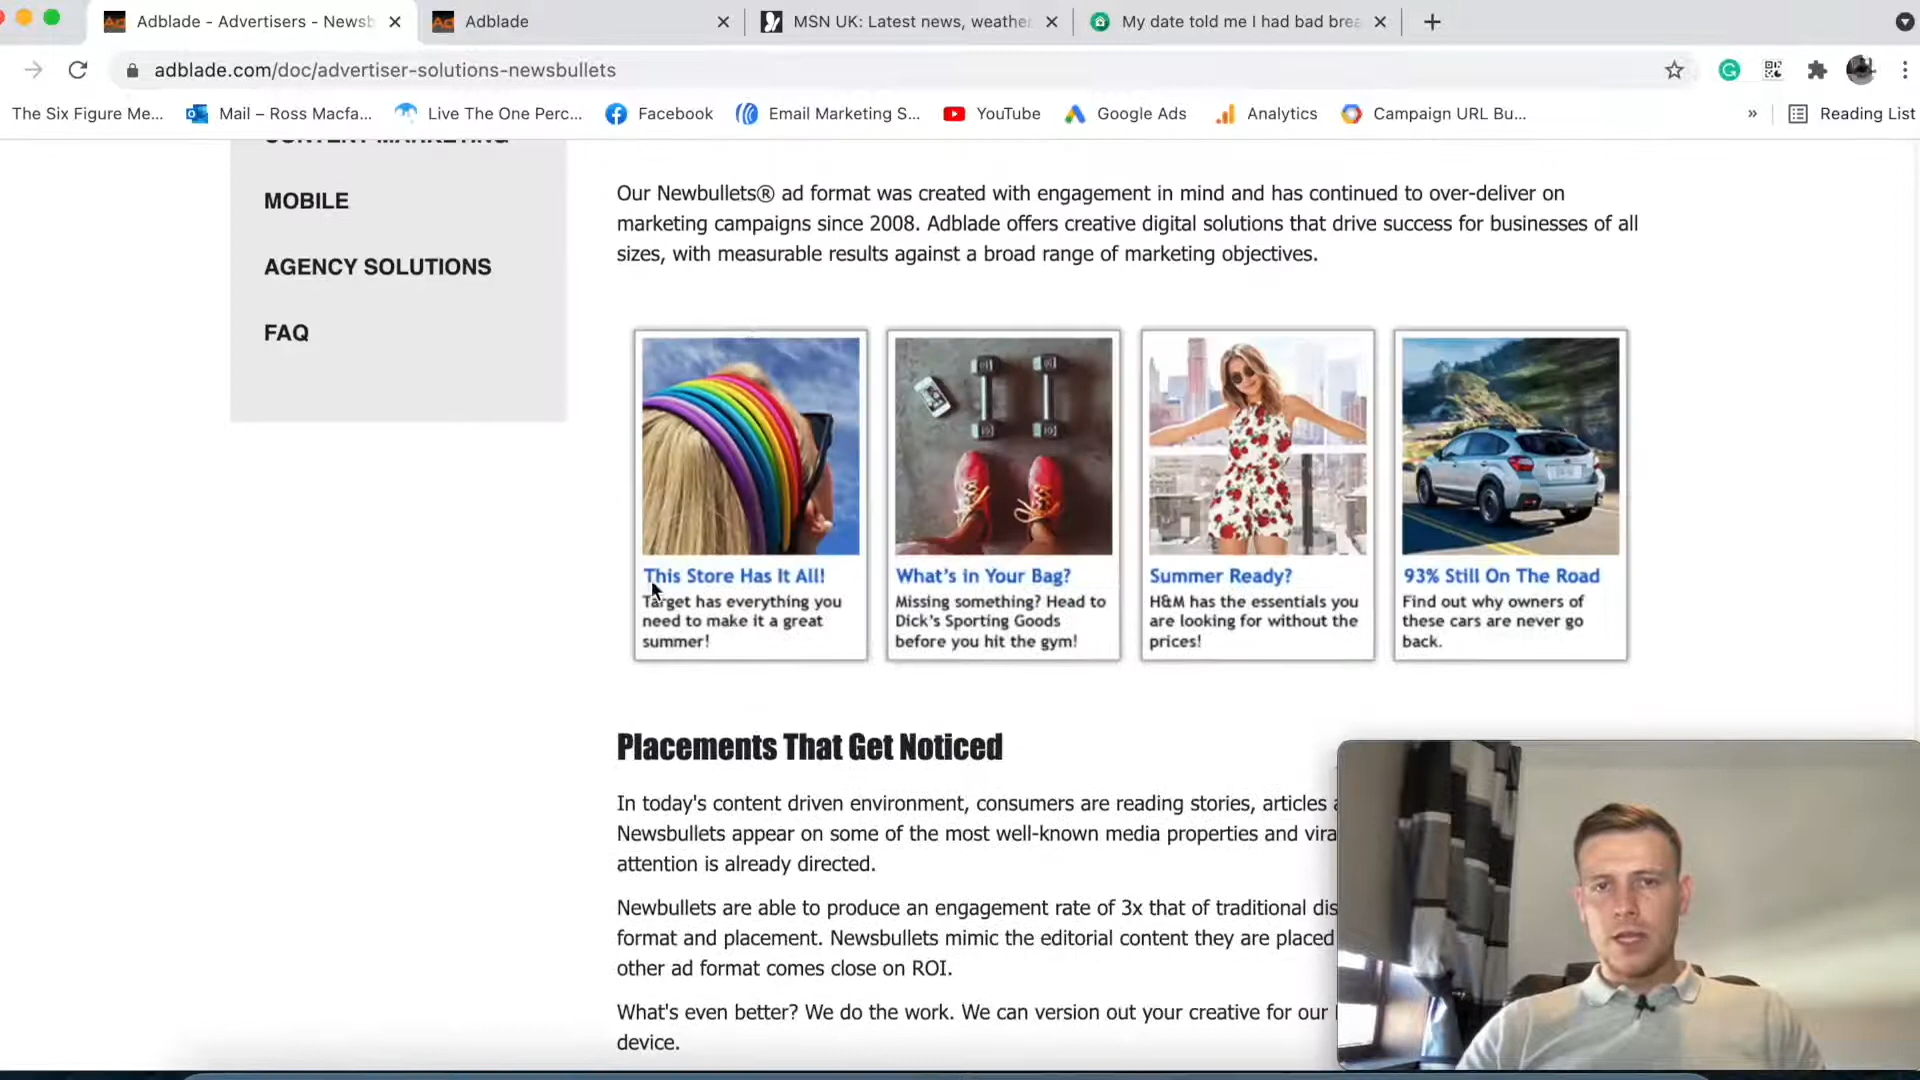 Adblade - Advertisers - Newsb
Adblade
MSN UK: Latest news, weather
My date told me I had bad brea
adblade.com/doc/advertiser-solutions-newsbullets
The Six Figure Me...
Mail – Ross Macfa...
Live The One Perc...
Facebook
Email Marketing S...
YouTube
Google Ads
Analytics
Campaign URL Bu...
»
Reading List
CONTENT MARKETING
MOBILE
AGENCY SOLUTIONS
FAQ
Our Newbullets® ad format was created with engagement in mind and has continued to over-deliver on
marketing campaigns since 2008. Adblade offers creative digital solutions that drive success for businesses of all
sizes, with measurable results against a broad range of marketing objectives.
This Store Has It All!
Target has everything you
need to make it a great
summer!
What's in Your Bag?
Missing something? Head to
Dick's Sporting Goods
before you hit the gym!
Summer Ready?
H&M has the essentials you
are looking for without the
prices!
93% Still On The Road
Find out why owners of
these cars are never go
back.
Placements That Get Noticed
In today's content driven environment, consumers are reading stories, articles
Newsbullets appear on some of the most well-known media properties and vira
attention is already directed.
Newbullets are able to produce an engagement rate of 3x that of traditional dis
format and placement. Newsbullets mimic the editorial content they are placed
other ad format comes close on ROI.
What's even better? We do the work. We can version out your creative for our
device.